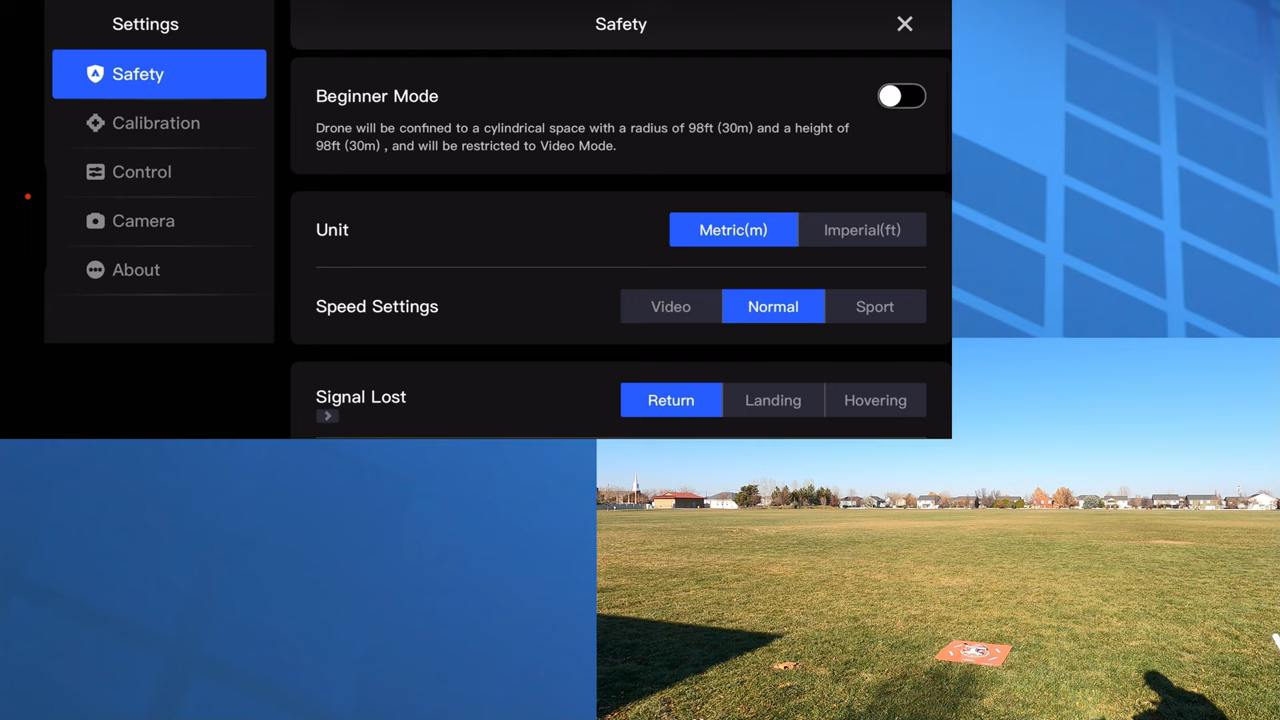 Settings
Safety
Calibration
Control
Camera
About
Safety
Beginner Mode
Drone will be confined to a cylindrical space with a radius of 98ft (30m) and a height of
98ft (30m) , and will be restricted to Video Mode.
Unit
Metric(m)
Imperial(ft)
Speed Settings
Video
Normal
Sport
Signal Lost
Return
Landing
Hovering